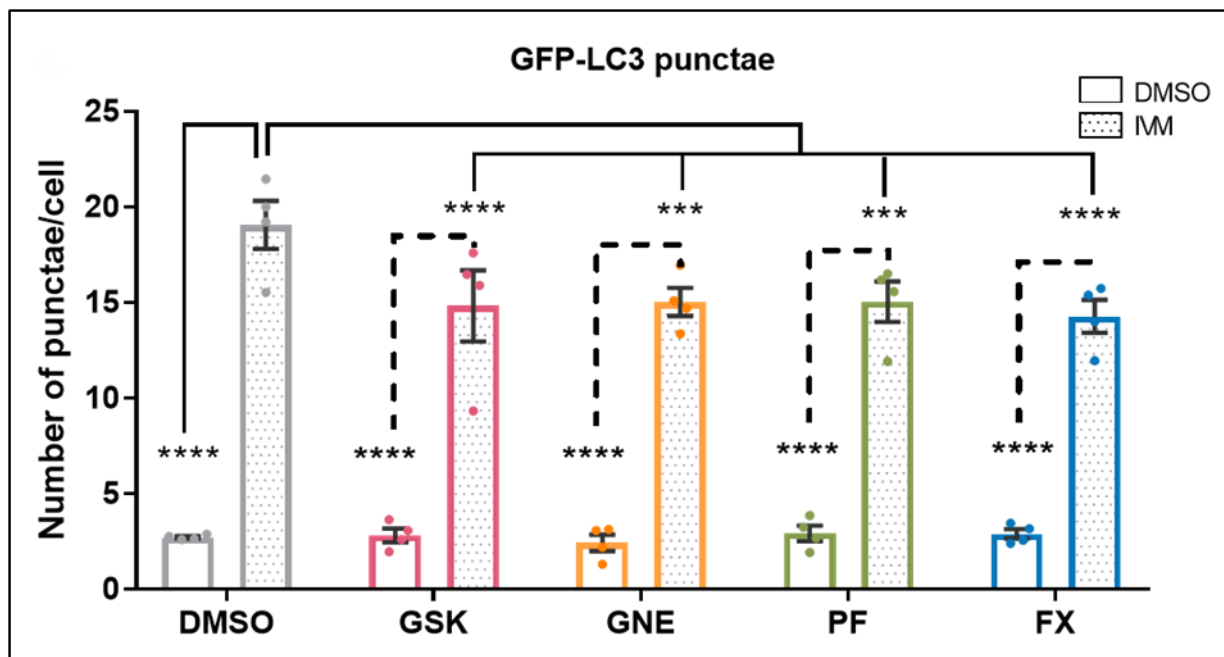 GFP-LC3 punctae
DMSO
IVM
Number of punctae/cell
25
20
15
10
5
0
**** *** *** ****
**** **** **** **** ****
DMSO GSK GNE PF FX